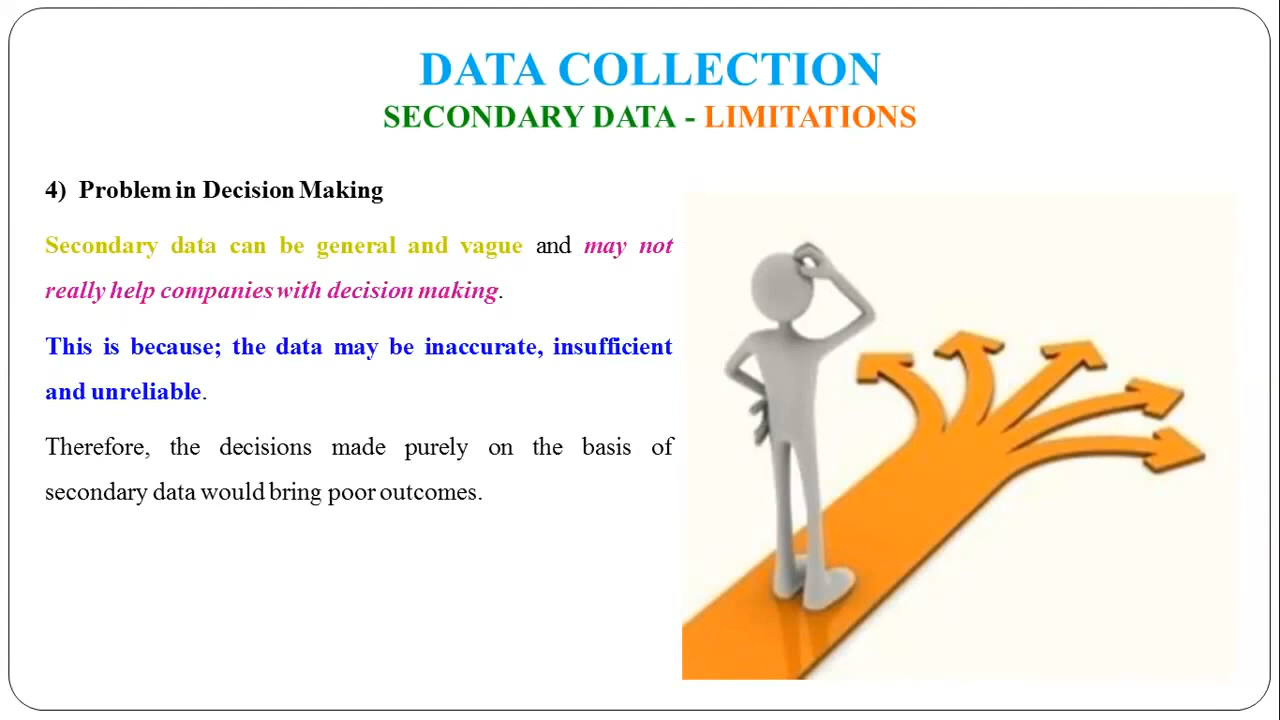 DATA COLLECTION
SECONDARY DATA - LIMITATIONS
4) Problem in Decision Making
Secondary data can be general and vague and may not
really help companies with decision making.
This is because; the data may be inaccurate, insufficient
and unreliable.
Therefore, the decisions made purely on the basis of
secondary data would bring poor outcomes.